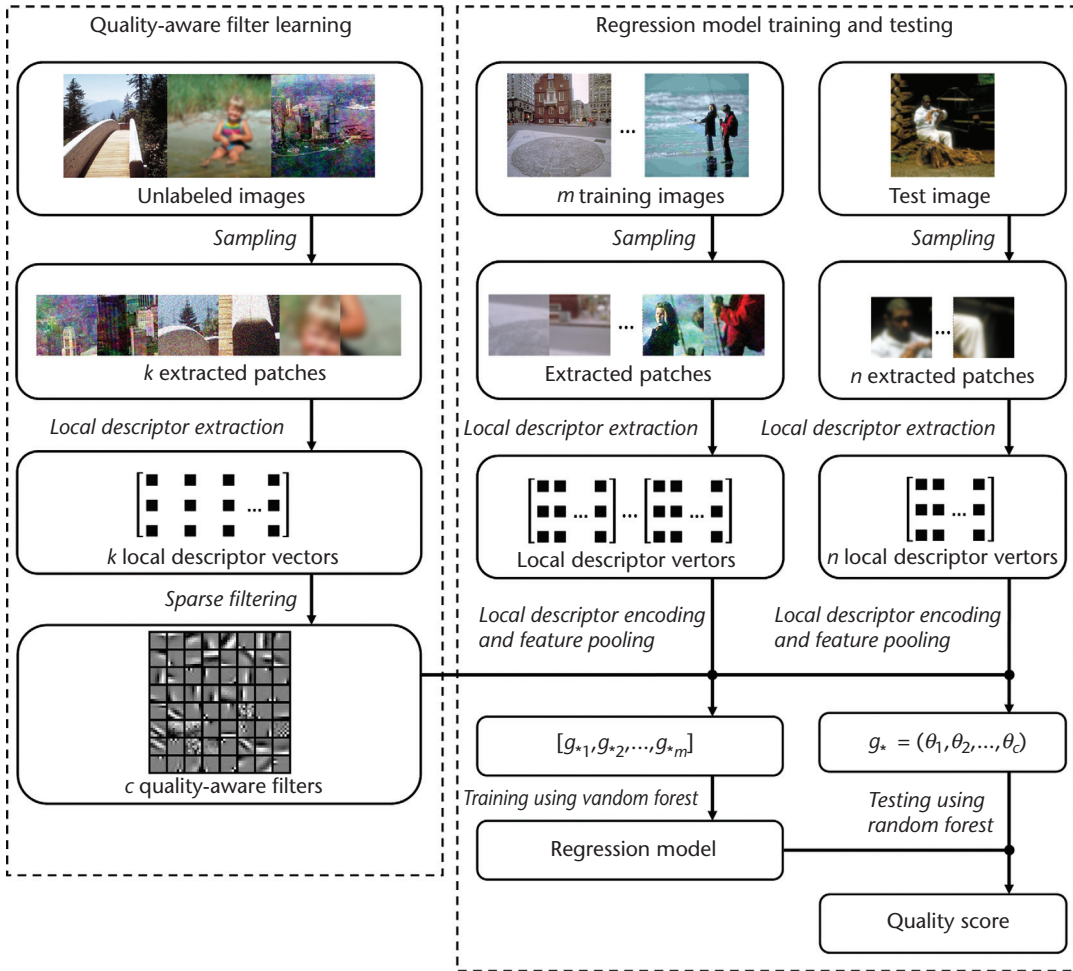 Quality-aware filter learning
Unlabeled images
Sampling
k extracted patches
Local descriptor extraction
...
k local descriptor vectors
Sparse filtering
c quality-aware filters
Regression model training and testing
...
m training images
Sampling
...
Extracted patches
Local descriptor extraction
... ... ...
Local descriptor vertors
Local descriptor encoding
and feature pooling
[g*1,g*2,...,g*m]
Training using vandom forest
Regression model
Test image
Sampling
...
n extracted patches
Local descriptor extraction
...
n local descriptor vertors
Local descriptor encoding
and feature pooling
g* = (θ1,θ2,...,θc)
Testing using
random forest
Quality score